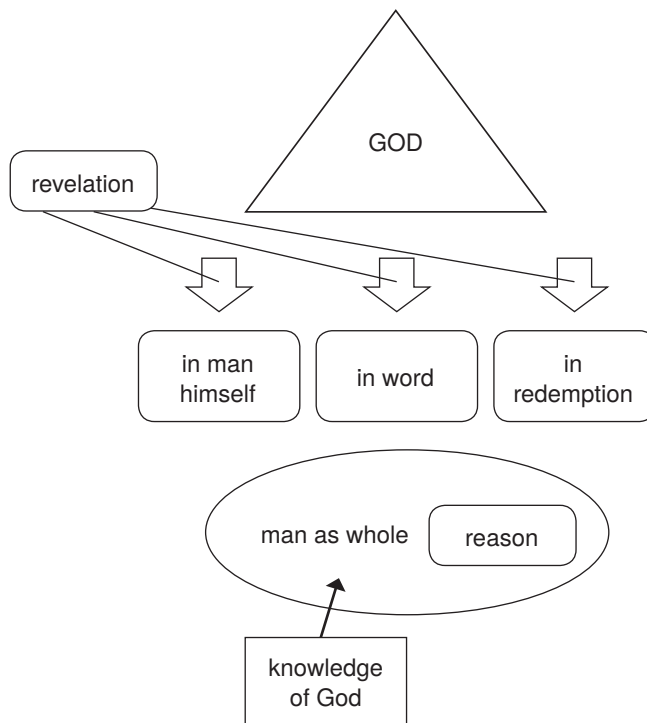 GOD
revelation
in man
himself
in word
in
redemption
man as whole
reason
knowledge
of God